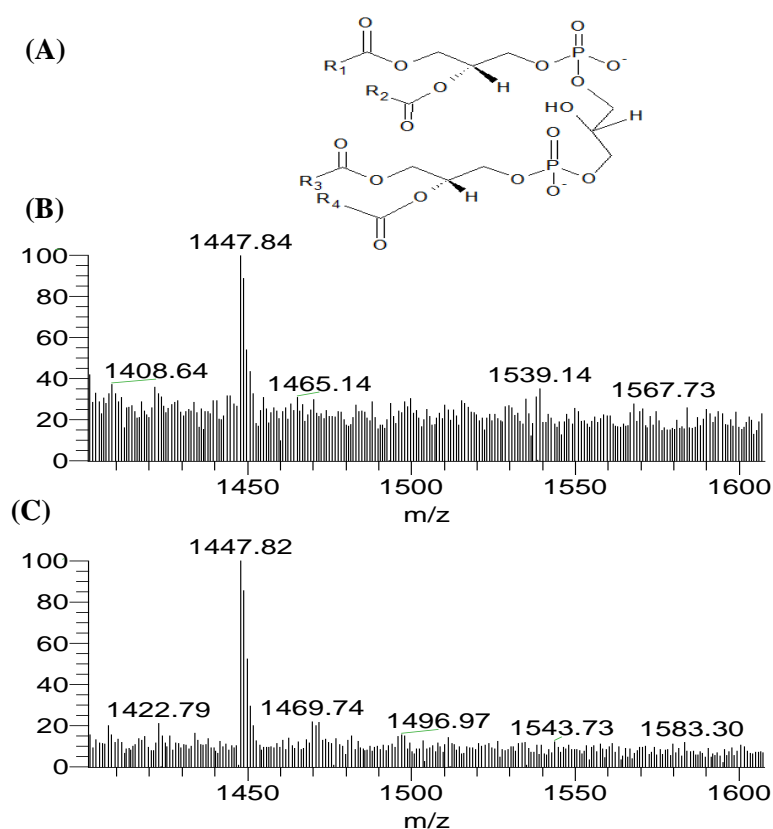 (A)
O
O
R1
O
O
P
O-
R2
O
H
O
O
HO
H
O
O
R3
O
O
P
O
R4
O
H
O-
O
(B)
1447.84
100
80
60
1408.64
1465.14
1539.14
1567.73
40
20
0
1450
1500
1550
1600
m/z
(C)
1447.82
100
80
60
40
1422.79
1469.74
1496.97
1543.73
1583.30
20
0
1450
1500
1550
1600
m/z